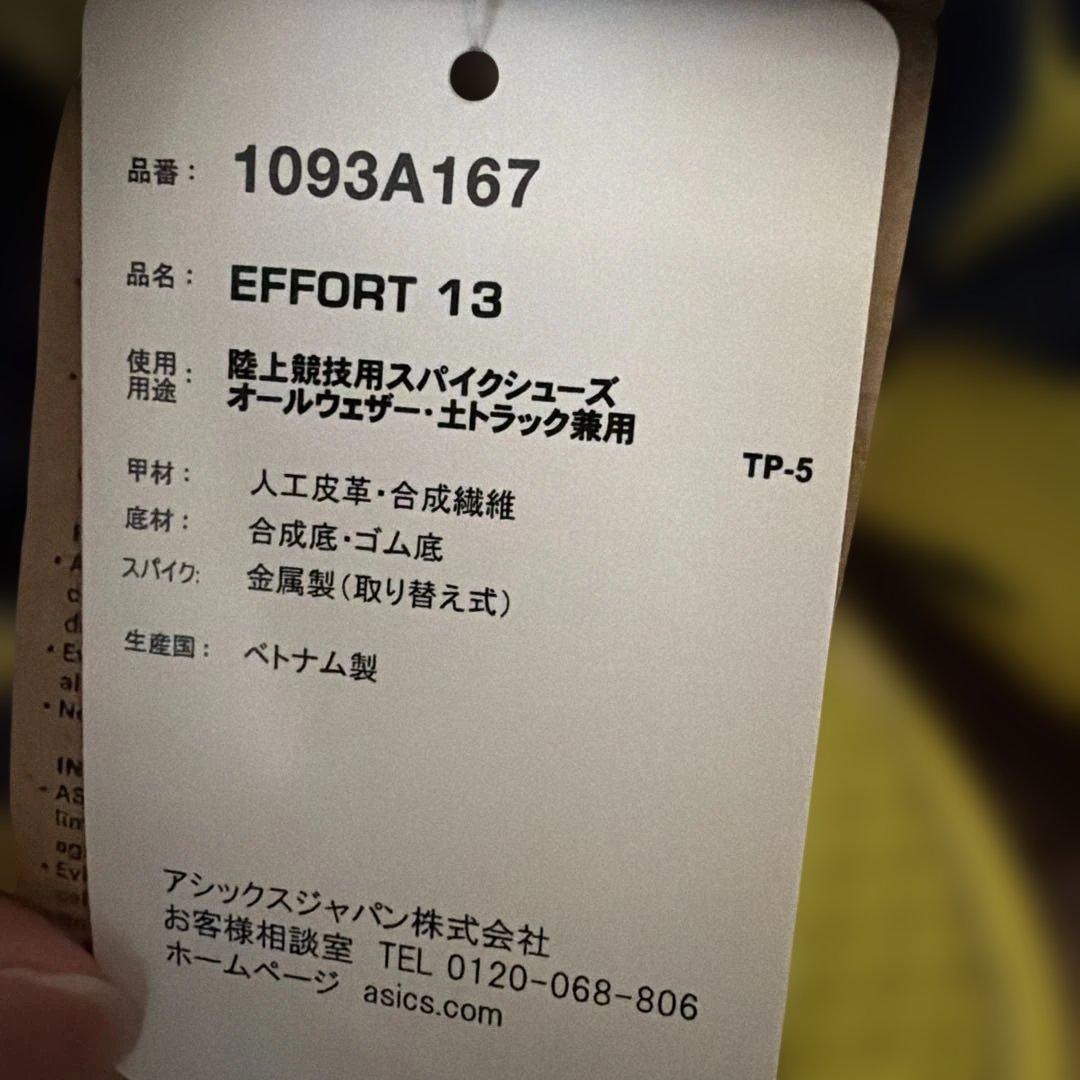 品番： 1093A167
品名： EFFORT 13
使用用途： 陸上競技用スパイクシューズ
オールウェザー・土トラック兼用
TP-5
甲材： 人工皮革・合成繊維
底材： 合成底・ゴム底
スパイク: 金属製(取り替え式)
生産国： ベトナム製
アシックスジャパン株式会社
お客様相談室 TEL 0120-068-806
ホームページ asics.com